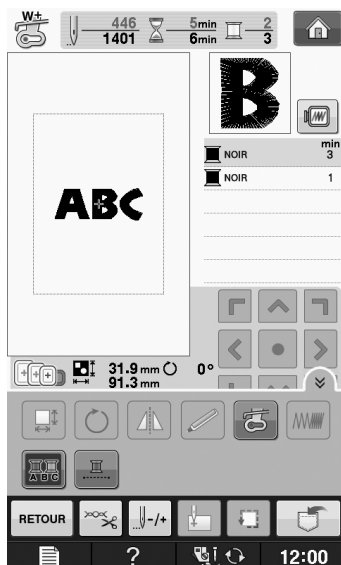 W±
446 5min 2
1401 6min 3
B
min
NOIR 3
NOIR 1
ABC
31.9 mm 0°
91.3 mm
ABC
RETOUR -/+
? 12:00